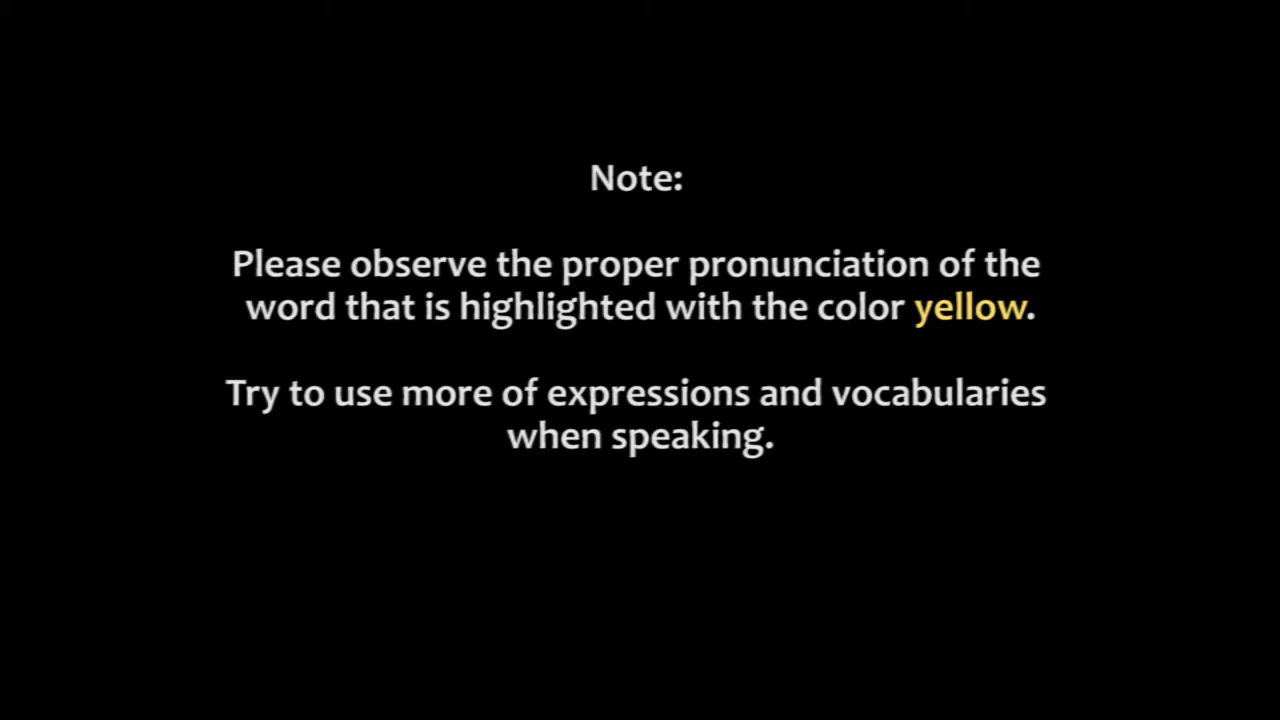 Note:
Please observe the proper pronunciation of the
word that is highlighted with the color yellow.
Try to use more of expressions and vocabularies
when speaking.